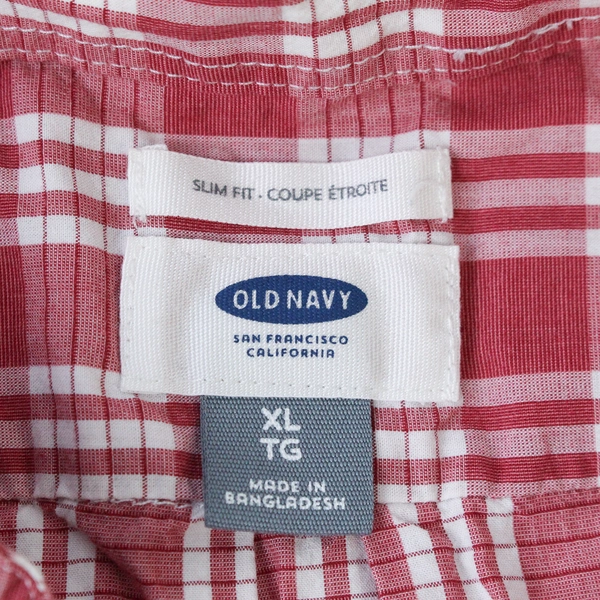 SLIM FIT · COUPE ÉTROITE
OLD NAVY
SAN FRANCISCO
CALIFORNIA
XL
TG
MADE IN
BANGLADESH